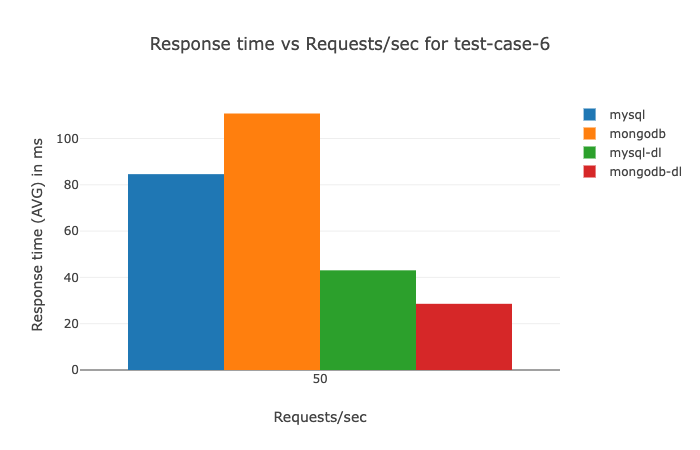 Response time vs Requests/sec for test-case-6
mysql
mongodb
mysql-dl
mongodb-dl
Response time (AVG) in ms
100
80
60
40
20
0
50
Requests/sec